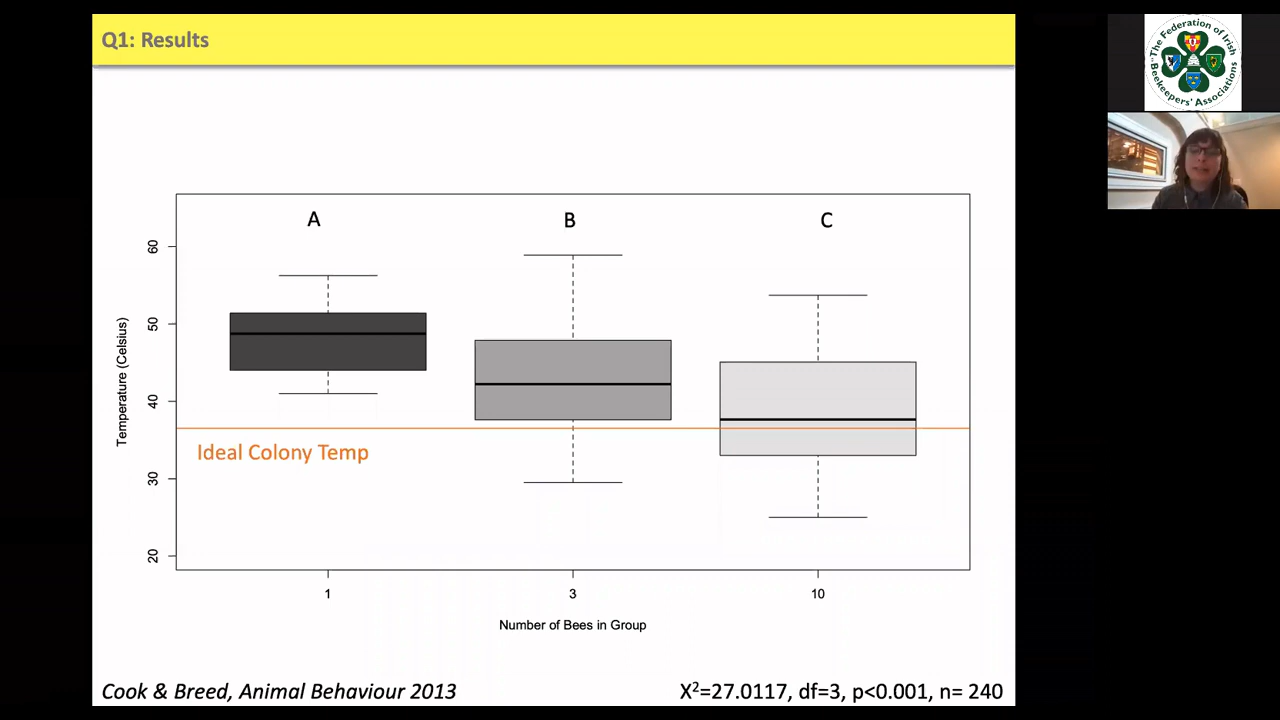 Q1: Results
The Federation of Irish
Beekeepers' Associations
A
B
C
60
50
40
30
20
Temperature (Celsius)
Ideal Colony Temp
1
3
10
Number of Bees in Group
Cook & Breed, Animal Behaviour 2013
X²=27.0117, df=3, p<0.001, n= 240